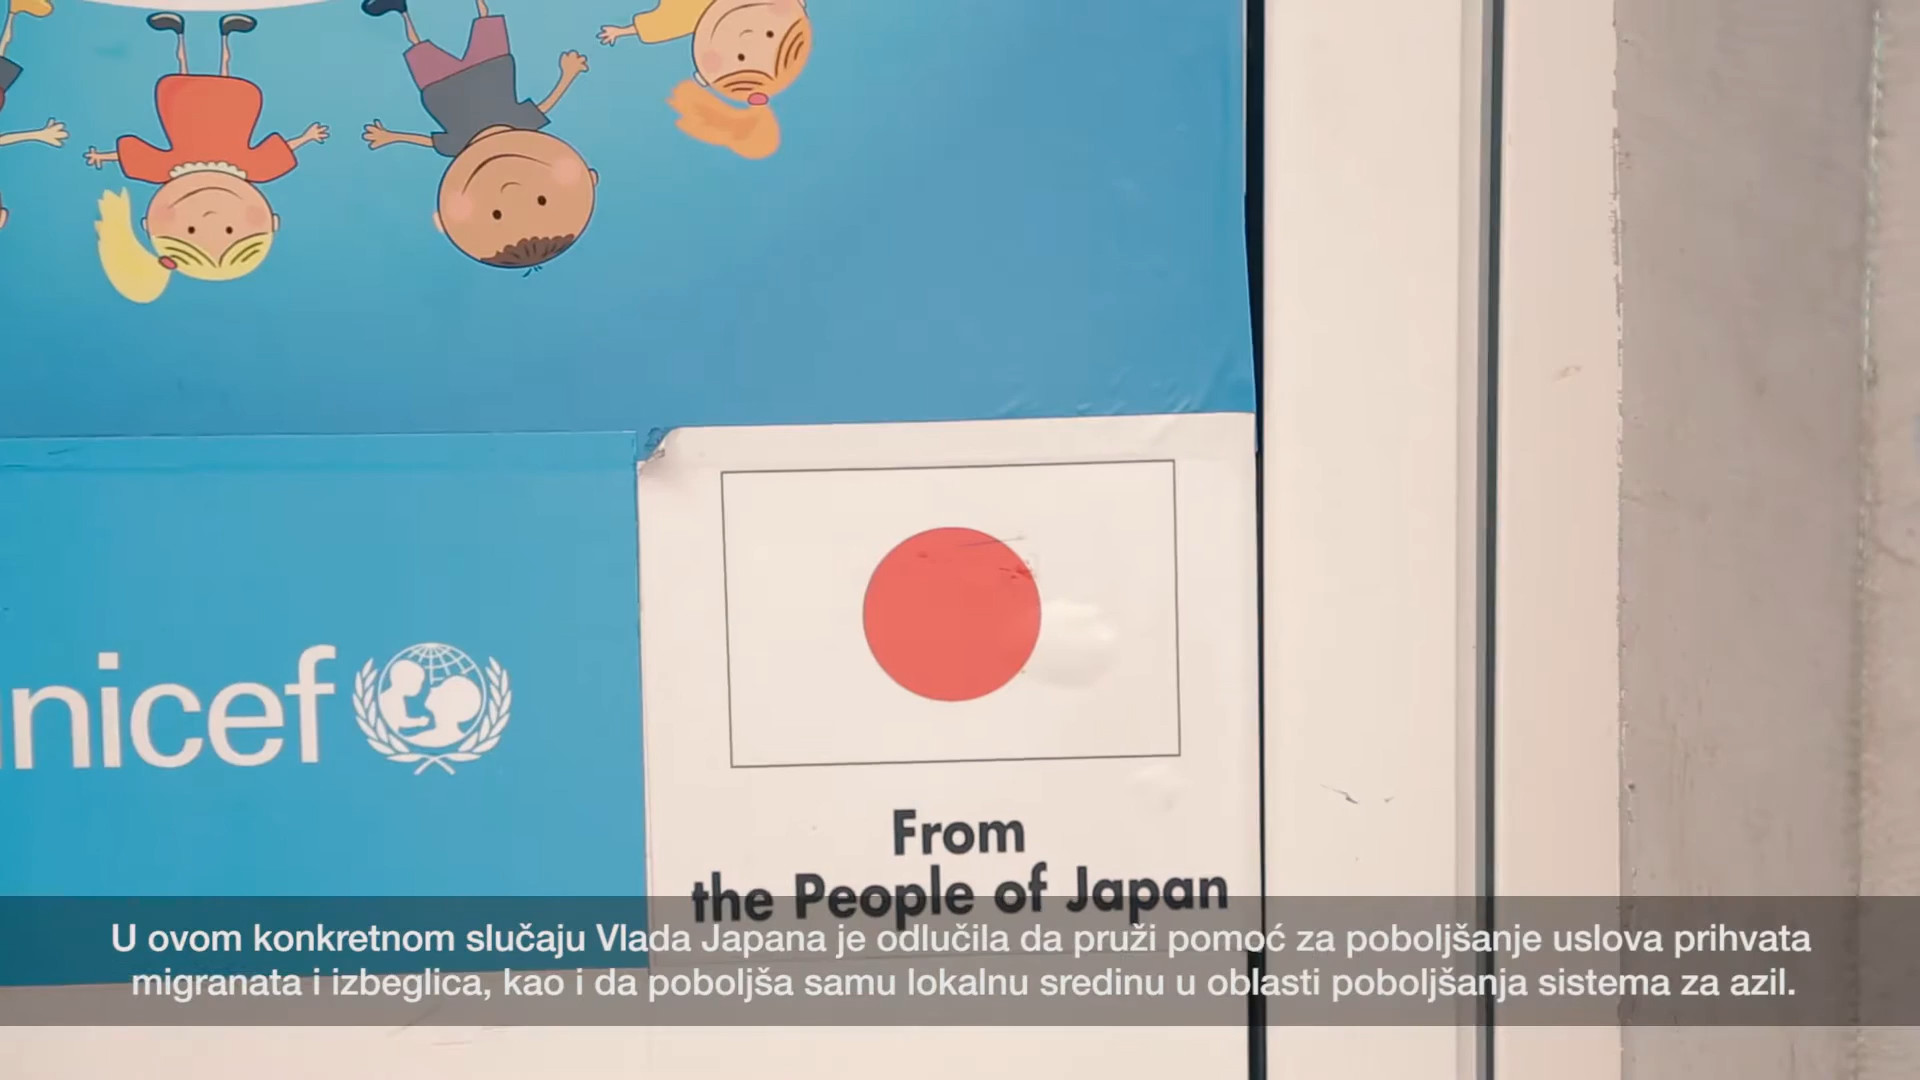 nicef
From
the People of Japan
U ovom konkretnom slučaju Vlada Japana je odlučila da pruži pomoć za poboljšanje uslova prihvata
migranata i izbeglica, kao i da poboljša samu lokalnu sredinu u oblasti poboljšanja sistema za azil.